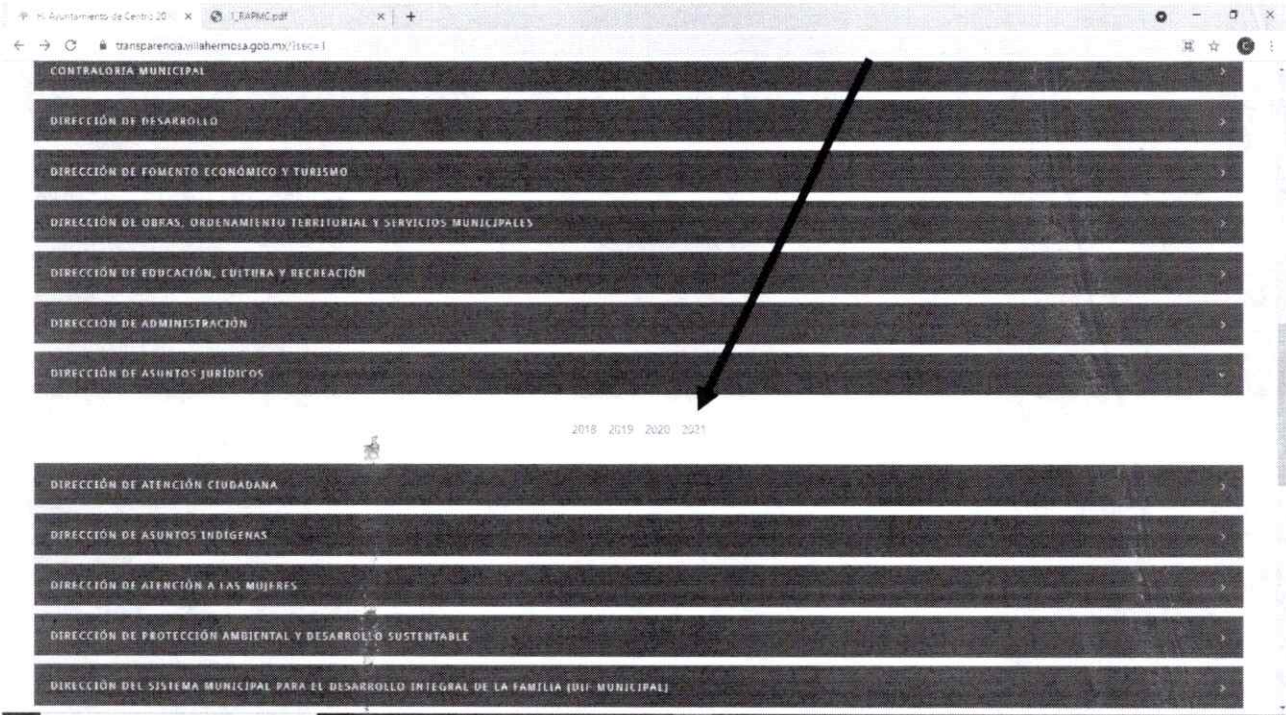 H. Ayuntamiento de Centro 20
1_RAPMC.pdf
transparencia.villahermosa.gob.mx/?sec=1
C
CONTRALORÍA MUNICIPAL
DIRECCIÓN DE DESARROLLO
DIRECCIÓN DE FOMENTO ECONÓMICO Y TURISMO
DIRECCIÓN DE OBRAS, ORDENAMIENTO TERRITORIAL Y SERVICIOS MUNICIPALES
DIRECCIÓN DE EDUCACIÓN, CULTURA Y RECREACIÓN
DIRECCIÓN DE ADMINISTRACIÓN
DIRECCIÓN DE ASUNTOS JURÍDICOS
2018 2019 2020 2021
DIRECCIÓN DE ATENCIÓN CIUDADANA
DIRECCIÓN DE ASUNTOS INDÍGENAS
DIRECCIÓN DE ATENCIÓN A LAS MUJERES
DIRECCIÓN DE PROTECCIÓN AMBIENTAL Y DESARROLLO SUSTENTABLE
DIRECCIÓN DEL SISTEMA MUNICIPAL PARA EL DESARROLLO INTEGRAL DE LA FAMILIA (DIF MUNICIPAL)